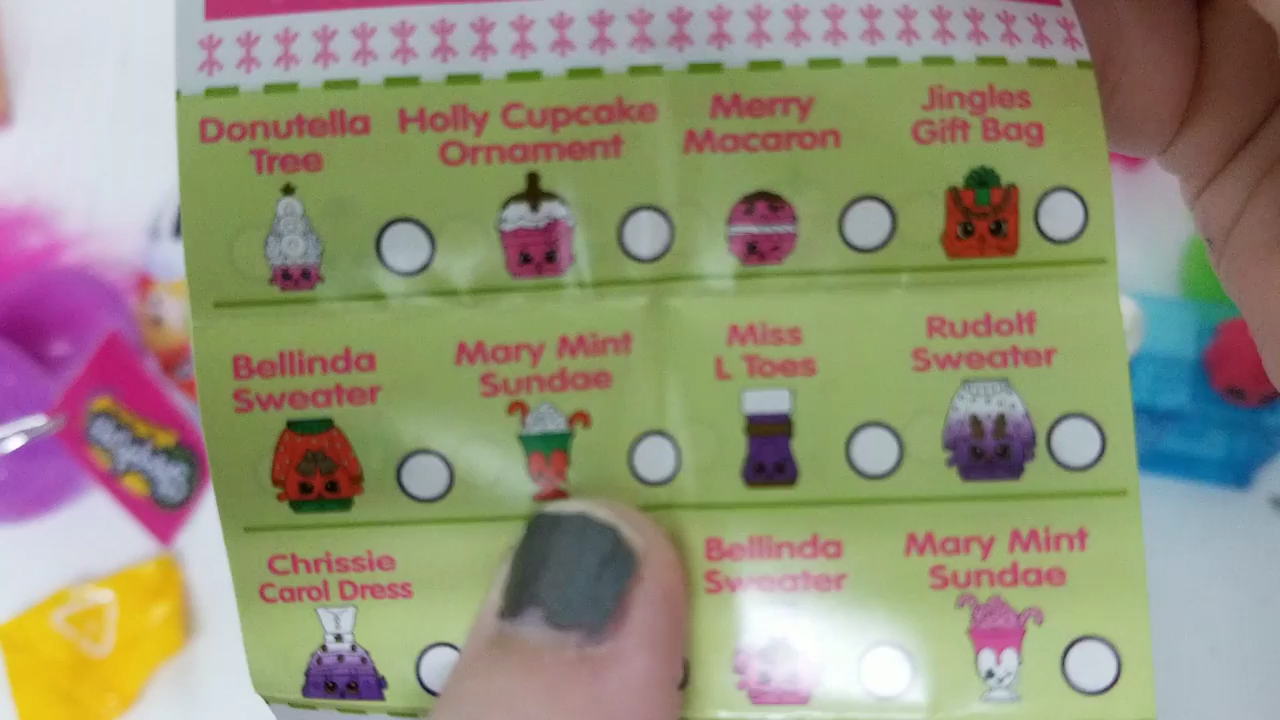 Donutella
Tree
Holly Cupcake
Ornament
Merry
Macaron
Jingles
Gift Bag
Bellinda
Sweater
Mary Mint
Sundae
Miss
L Toes
Rudolf
Sweater
Chrissie
Carol Dress
Bellinda
Sweater
Mary Mint
Sundae